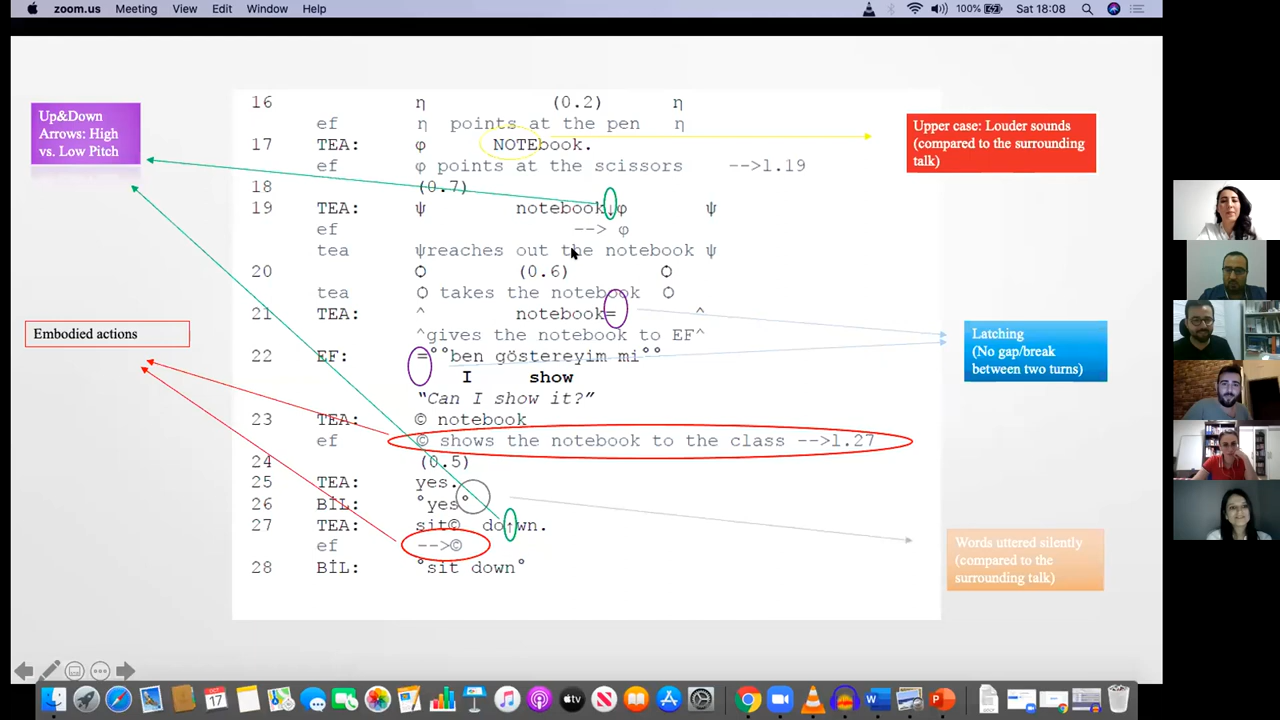 zoom.us Meeting View Edit Window Help 100% Sat 18:08
Up&Down
Arrows: High
vs. Low Pitch
Embodied actions
16 η (0.2) η
ef η points at the pen η
17 TEA: φ NOTEbook.
ef φ points at the scissors -->l.19
18 (0.7)
19 TEA: ψ notebook↓φ ψ
ef --> φ
tea ψreaches out the notebook ψ
20 Ѻ (0.6) Ѻ
tea Ѻ takes the notebook Ѻ
21 TEA: ^ notebook= ^
^gives the notebook to EF^
22 EF: =°°ben göstereyim mi°°
I show
“Can I show it?”
23 TEA: © notebook
ef © shows the notebook to the class -->l.27
24 (0.5)
25 TEA: yes.
26 BİL: °yes°
27 TEA: sit© do↑wn.
ef -->©
28 BİL: °sit down°
Upper case: Louder sounds
(compared to the surrounding
talk)
Latching
(No gap/break
between two turns)
Words uttered silently
(compared to the
surrounding talk)
OCT
17
tv